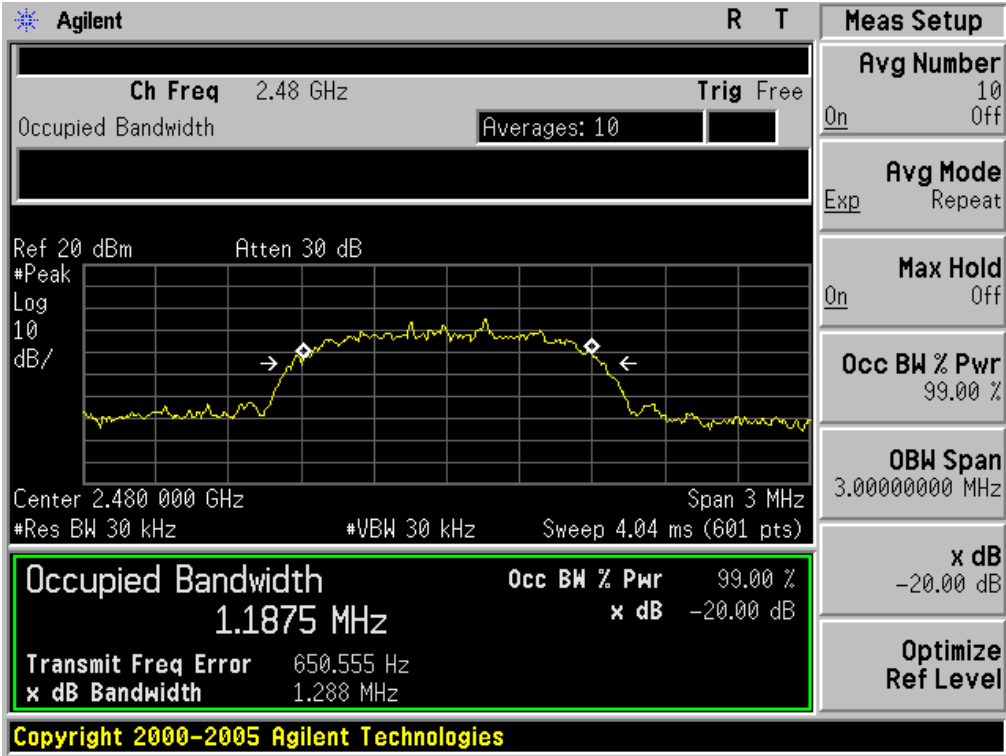 Agilent R T
Ch Freq 2.48 GHz Trig Free
Occupied Bandwidth Averages: 10
Ref 20 dBm Atten 30 dB
#Peak
Log
10
dB/
Center 2.480 000 GHz Span 3 MHz
#Res BW 30 kHz #VBW 30 kHz Sweep 4.04 ms (601 pts)
Occupied Bandwidth Occ BW % Pwr 99.00 %
1.1875 MHz x dB -20.00 dB
Transmit Freq Error 650.555 Hz
x dB Bandwidth 1.288 MHz
Copyright 2000-2005 Agilent Technologies
Meas Setup
Avg Number
10
On Off
Avg Mode
Exp Repeat
Max Hold
On Off
Occ BW % Pwr
99.00 %
OBW Span
3.00000000 MHz
x dB
-20.00 dB
Optimize
Ref Level